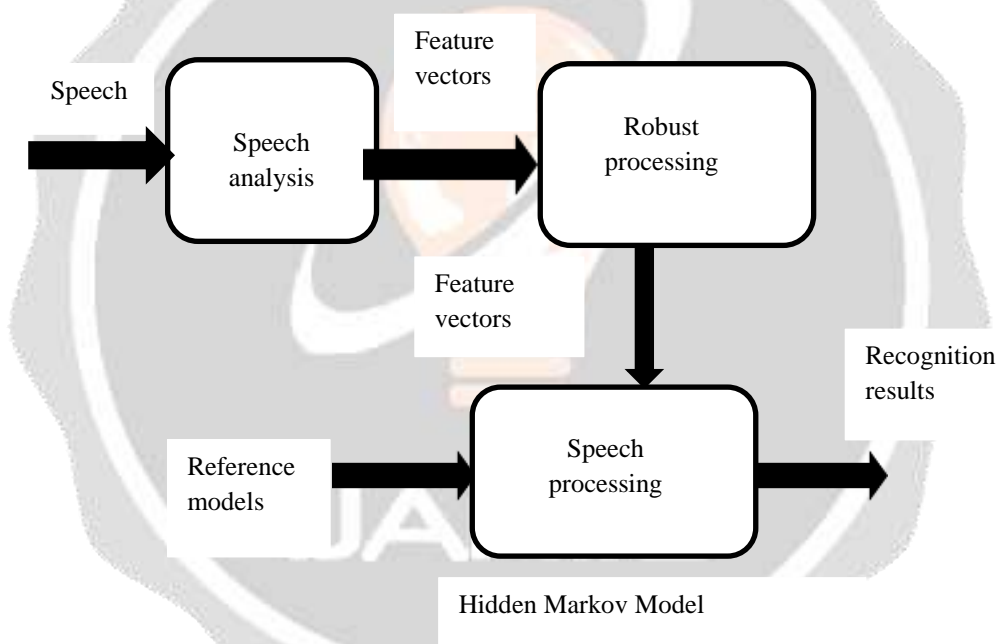 Speech
Speech
analysis
Feature
vectors
Robust
processing
Feature
vectors
Reference
models
Speech
processing
Recognition
results
Hidden Markov Model